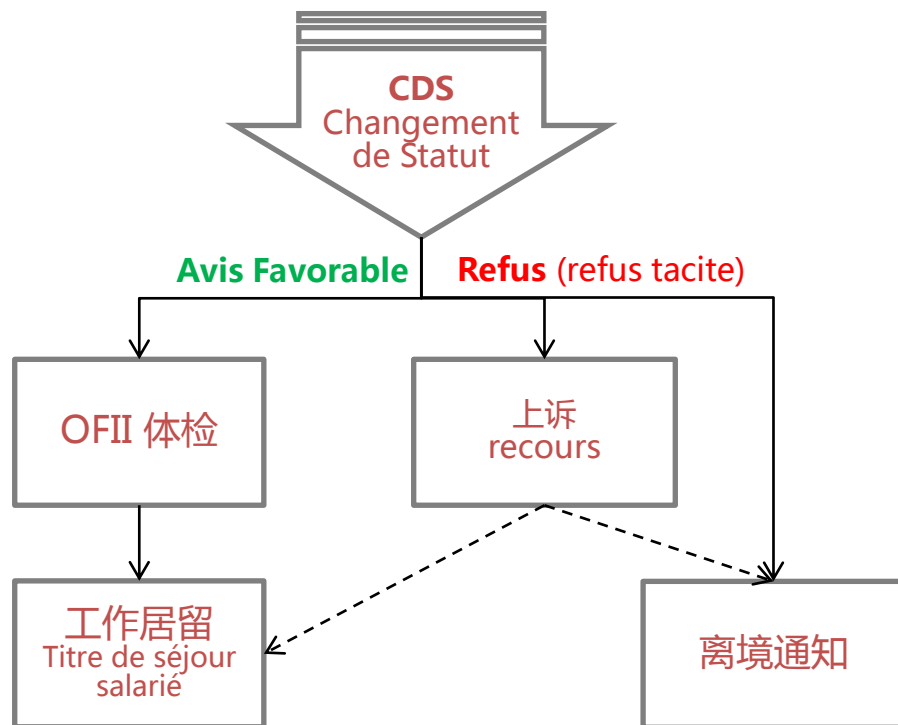 CDS
Changement
de Statut
Avis Favorable
Refus (refus tacite)
OFII 体检
上诉
recours
工作居留
Titre de séjour
salarié
离境通知